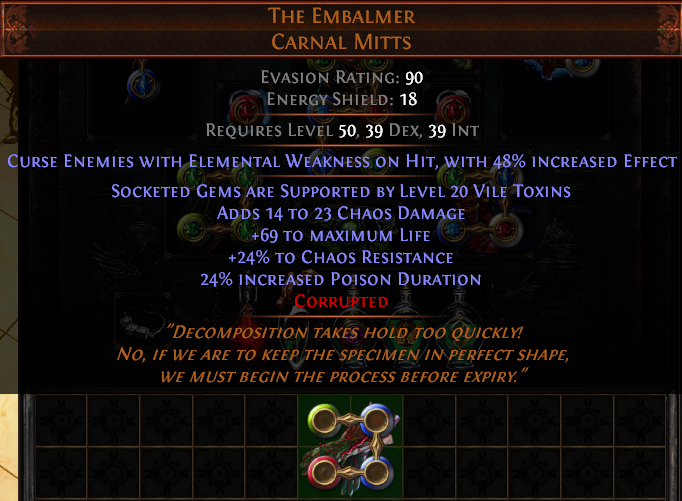 The Embalmer
Carnal Mitts
Evasion Rating: 90
Energy Shield: 18
Requires Level 50, 39 Dex, 39 Int
Curse Enemies with Elemental Weakness on Hit, with 48% increased Effect
Socketed Gems are Supported by Level 20 Vile Toxins
Adds 14 to 23 Chaos Damage
+69 to maximum Life
+24% to Chaos Resistance
24% increased Poison Duration
Corrupted
"Decomposition takes hold too quickly!
No, if we are to keep the specimen in perfect shape,
we must begin the process before expiry."